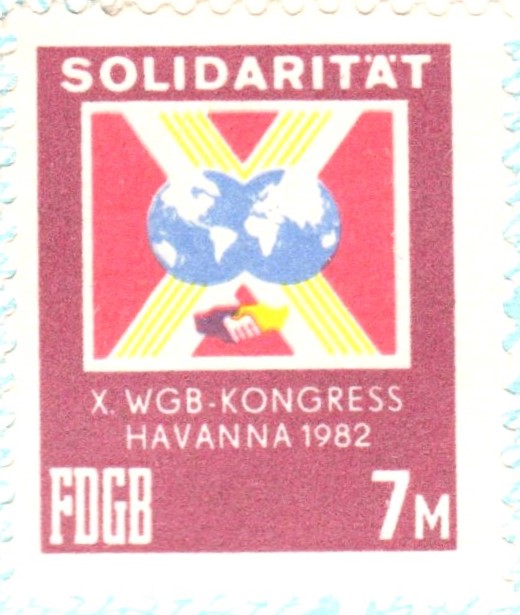 SOLIDARITÄT
X. WGB-KONGRESS
HAVANNA 1982
FDGB 7M